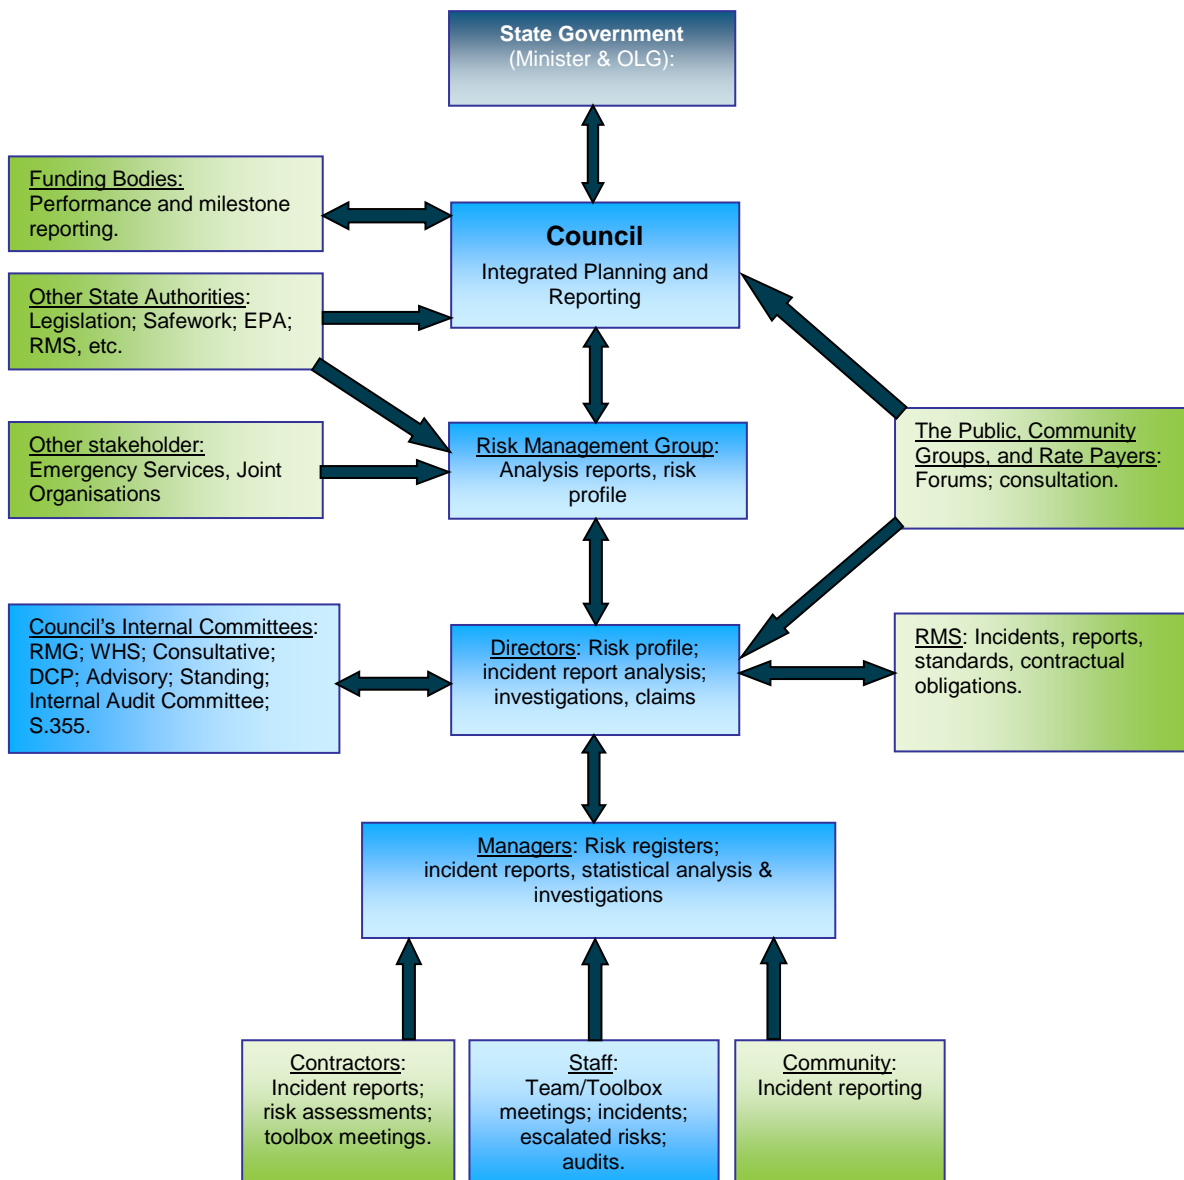 State Government
(Minister & OLG):
Funding Bodies:
Performance and milestone
reporting.
Council
Integrated Planning and
Reporting
Other State Authorities:
Legislation; Safework; EPA;
RMS, etc.
Other stakeholder:
Emergency Services, Joint
Organisations
Risk Management Group:
Analysis reports, risk
profile
The Public, Community
Groups, and Rate Payers:
Forums; consultation.
Council's Internal Committees:
RMG; WHS; Consultative;
DCP; Advisory; Standing;
Internal Audit Committee;
S.355.
Directors: Risk profile;
incident report analysis;
investigations, claims
RMS: Incidents, reports,
standards, contractual
obligations.
Managers: Risk registers;
incident reports, statistical analysis &
investigations
Contractors:
Incident reports;
risk assessments;
toolbox meetings.
Staff:
Team/Toolbox
meetings; incidents;
escalated risks;
audits.
Community:
Incident reporting